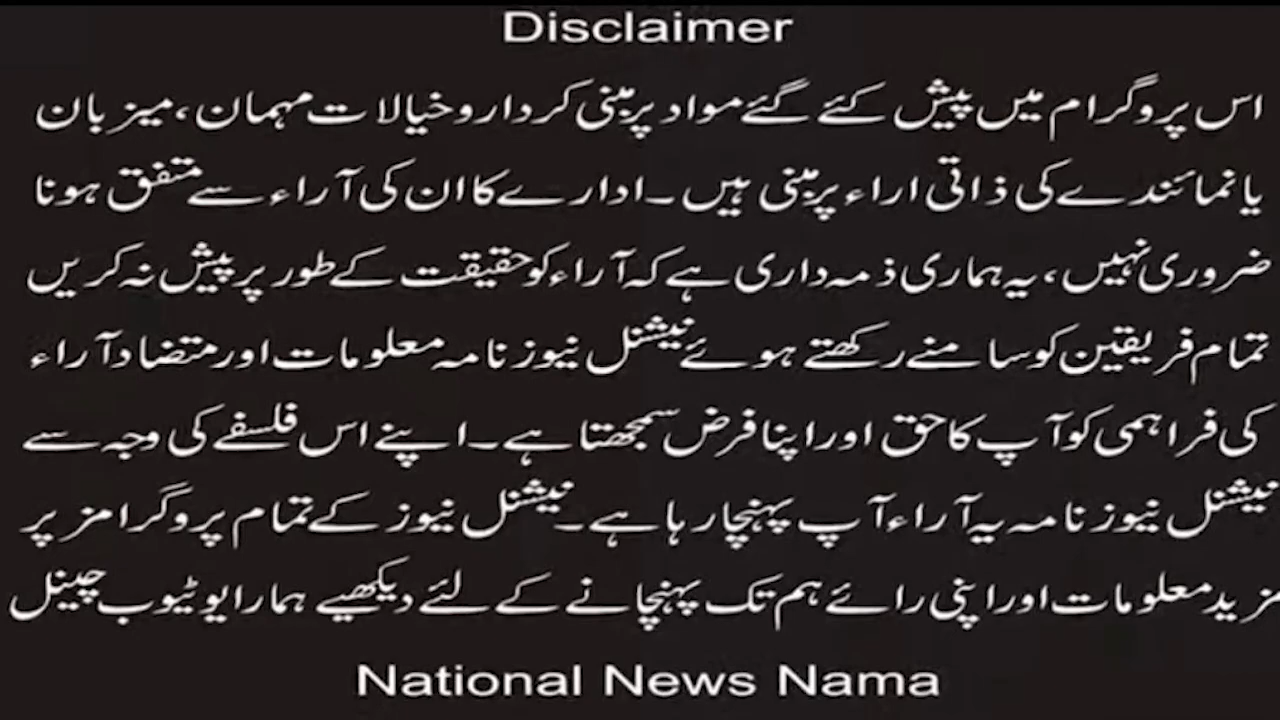 Disclaimer
اس پروگرام میں پیش کئے گئے مواد پر مبنی کردار و خیالات مہمان، میزبان
یا نمائندے کی ذاتی اراء پر مبنی ہیں۔ ادارے کا ان کی آراء سے متفق ہونا
ضروری نہیں، یہ ہماری ذمہ داری ہے کہ آراء کو حقیقت کے طور پر پیش نہ کریں
تمام فریقین کو سامنے رکھتے ہوئے نیشنل نیوز نامہ معلومات اور متضاد آراء
کی فراہمی کو آپ کا حق اور اپنا فرض سمجھتا ہے۔ اپنے اس فلسفے کی وجہ سے
نیشنل نیوز نامہ یہ آراء آپ پہنچا رہا ہے۔ نیشنل نیوز کے تمام پروگرامز پر
مزید معلومات اور اپنی رائے ہم تک پہنچانے کے لئے دیکھیے ہمارا یوٹیوب چینل
National News Nama